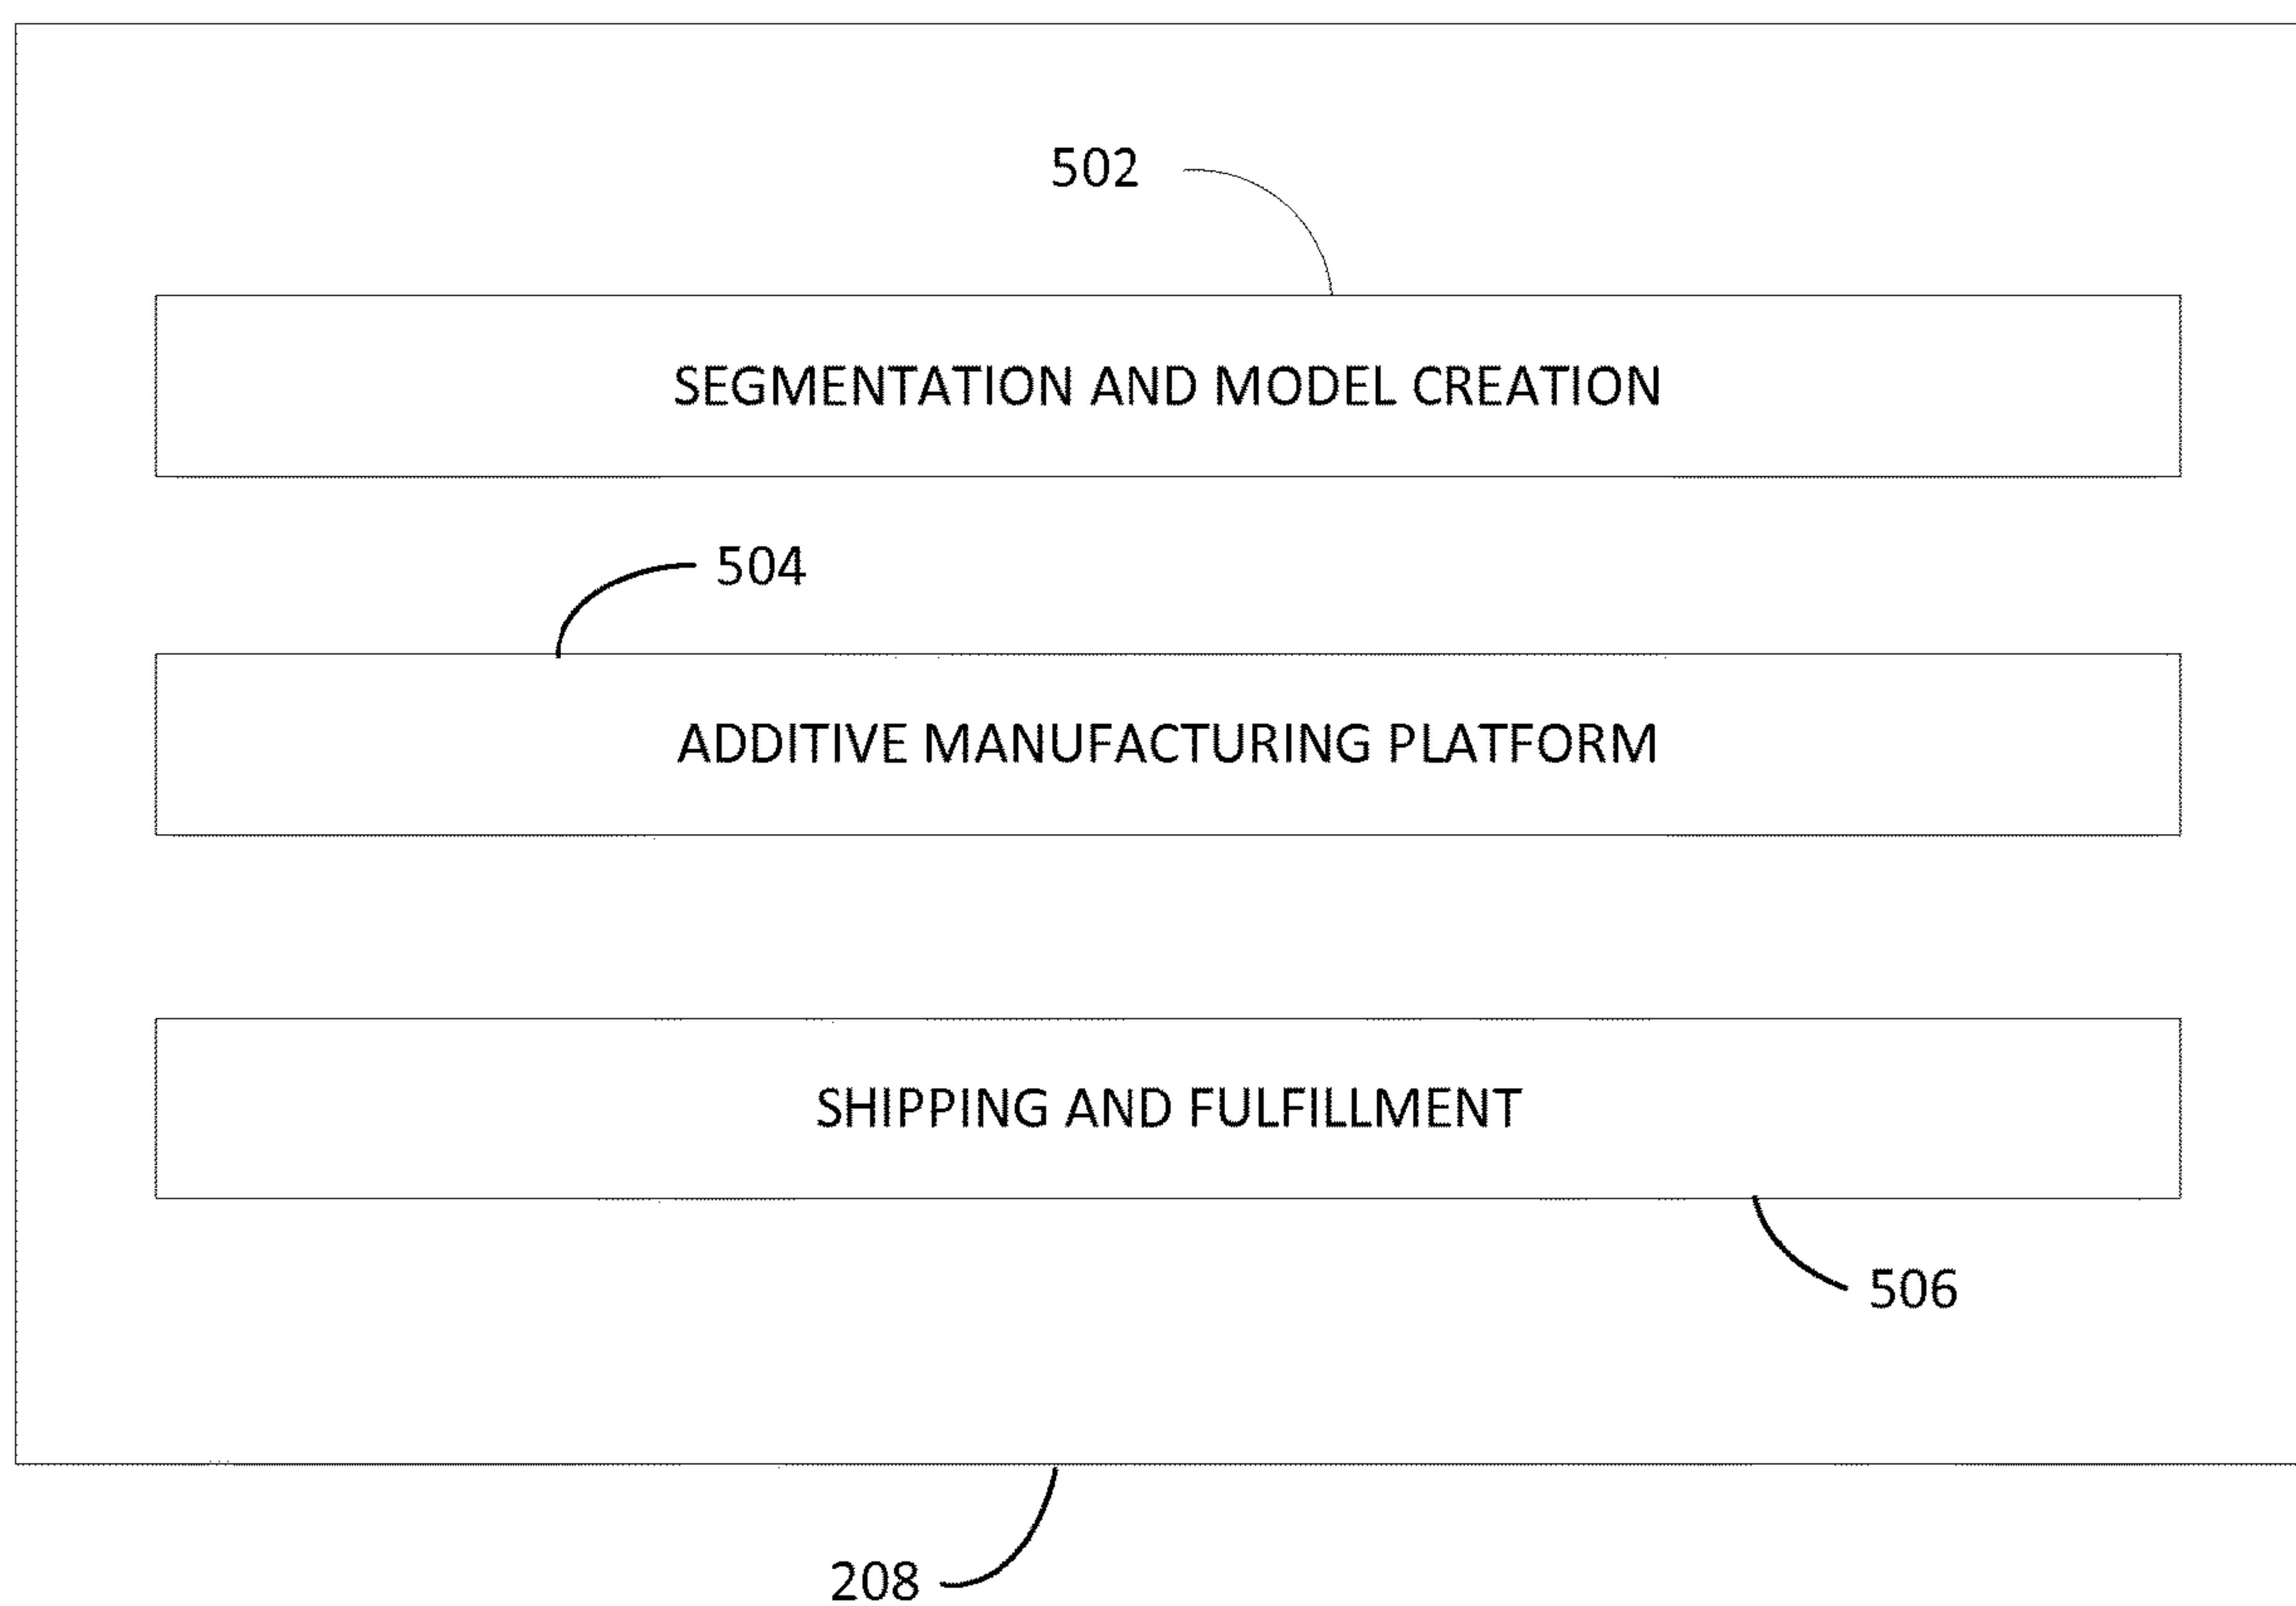 502
SEGMENTATION AND MODEL CREATION
504
ADDITIVE MANUFACTURING PLATFORM
SHIPPING AND FULFILLMENT
506
208